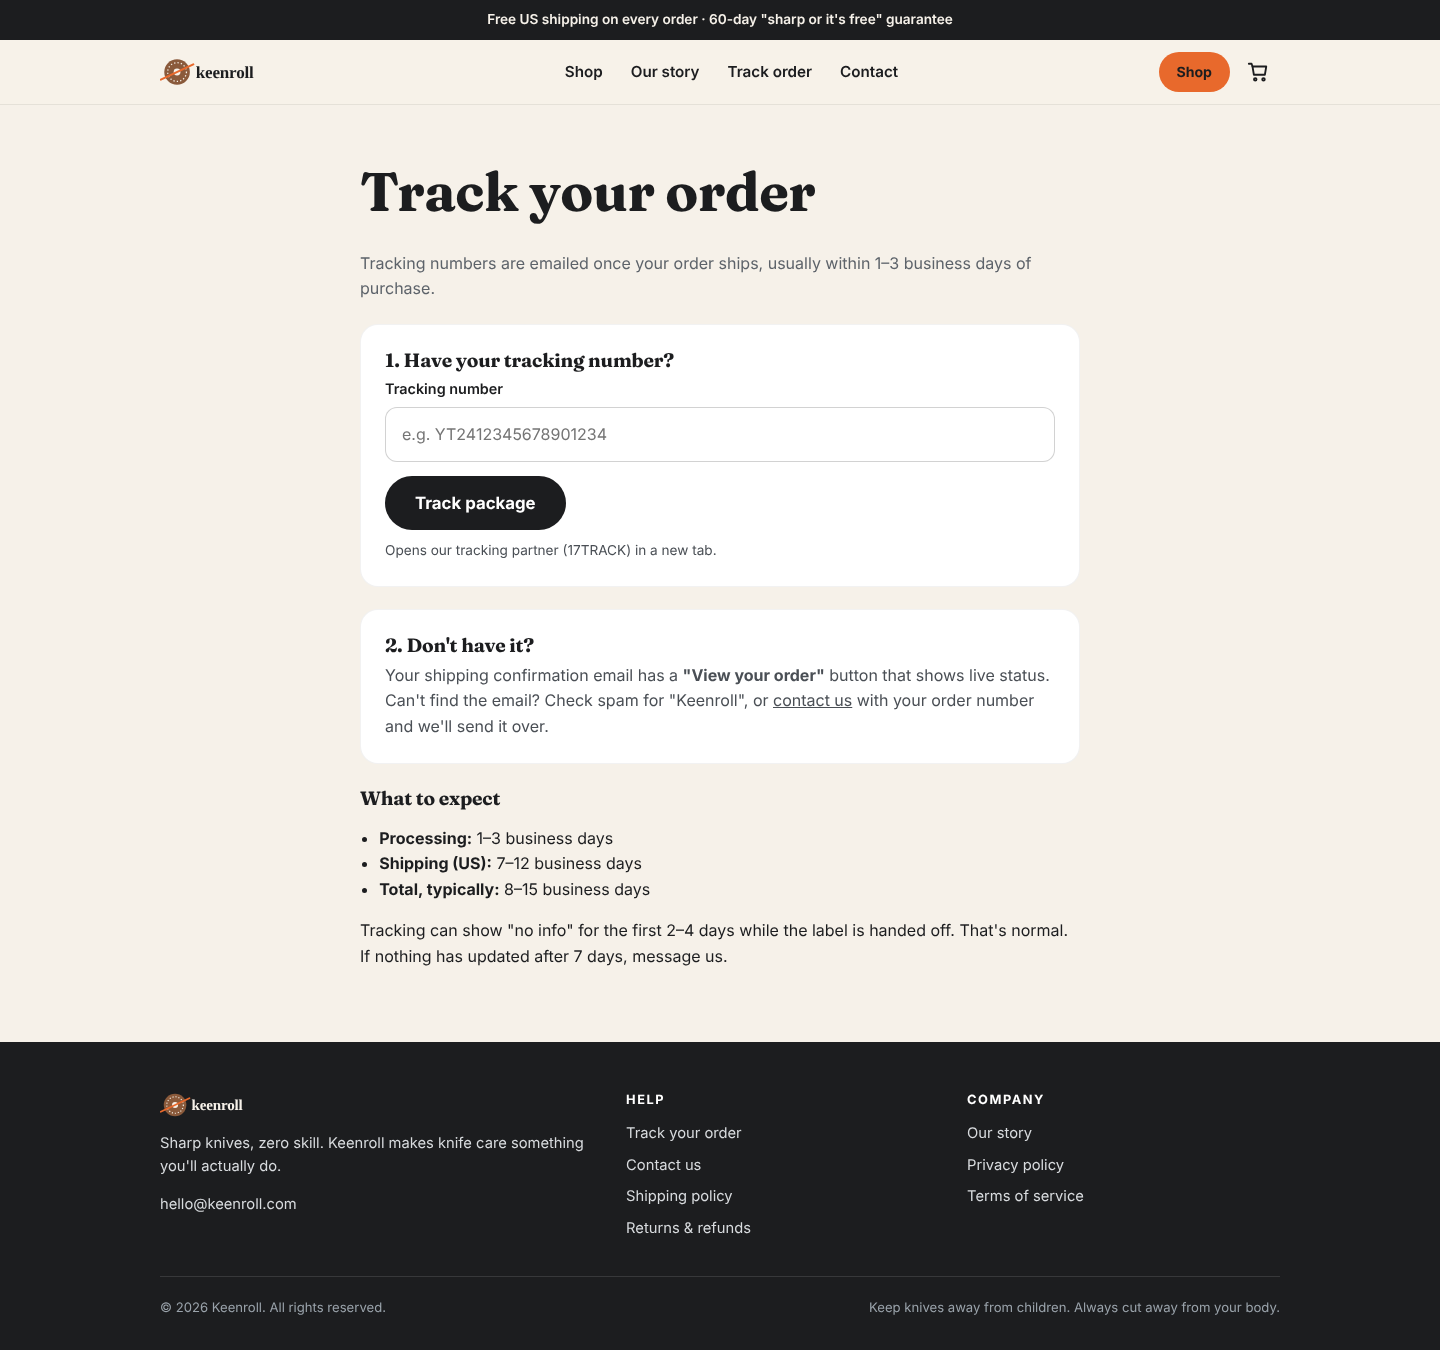 Free US shipping on every order · 60-day "sharp or it's free" guarantee
keenroll
Shop
Our story
Track order
Contact
Shop
Track your order
Tracking numbers are emailed once your order ships, usually within 1–3 business days of
purchase.
1. Have your tracking number?
Tracking number
e.g. YT2412345678901234
Track package
Opens our tracking partner (17TRACK) in a new tab.
2. Don't have it?
Your shipping confirmation email has a "View your order" button that shows live status.
Can't find the email? Check spam for "Keenroll", or contact us with your order number
and we'll send it over.
What to expect
• Processing: 1–3 business days
• Shipping (US): 7–12 business days
• Total, typically: 8–15 business days
Tracking can show "no info" for the first 2–4 days while the label is handed off. That's normal.
If nothing has updated after 7 days, message us.
keenroll
Sharp knives, zero skill. Keenroll makes knife care something
you'll actually do.
hello@keenroll.com
HELP
Track your order
Contact us
Shipping policy
Returns & refunds
COMPANY
Our story
Privacy policy
Terms of service
© 2026 Keenroll. All rights reserved.
Keep knives away from children. Always cut away from your body.